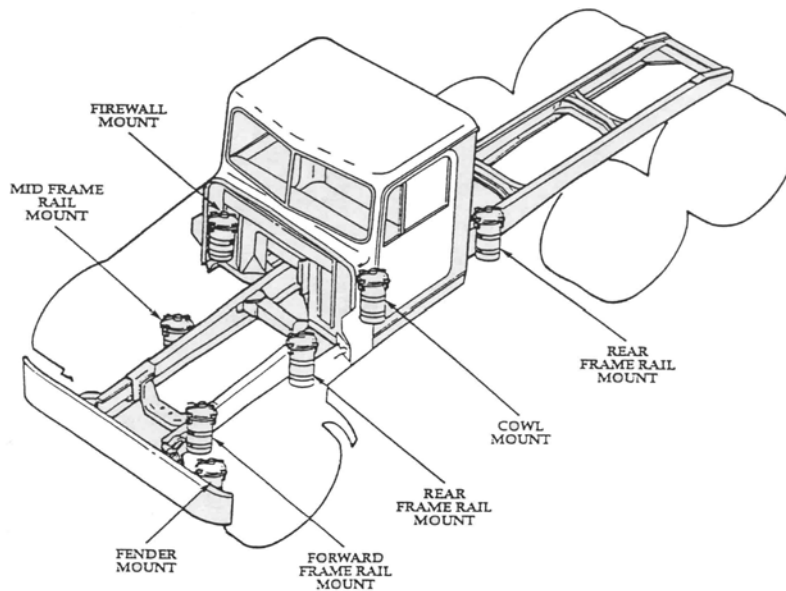 FIREWALL
MOUNT
MID FRAME
RAIL
MOUNT
REAR
FRAME RAIL
MOUNT
COWL
MOUNT
REAR
FRAME RAIL
MOUNT
FENDER
MOUNT
FORWARD
FRAME RAIL
MOUNT